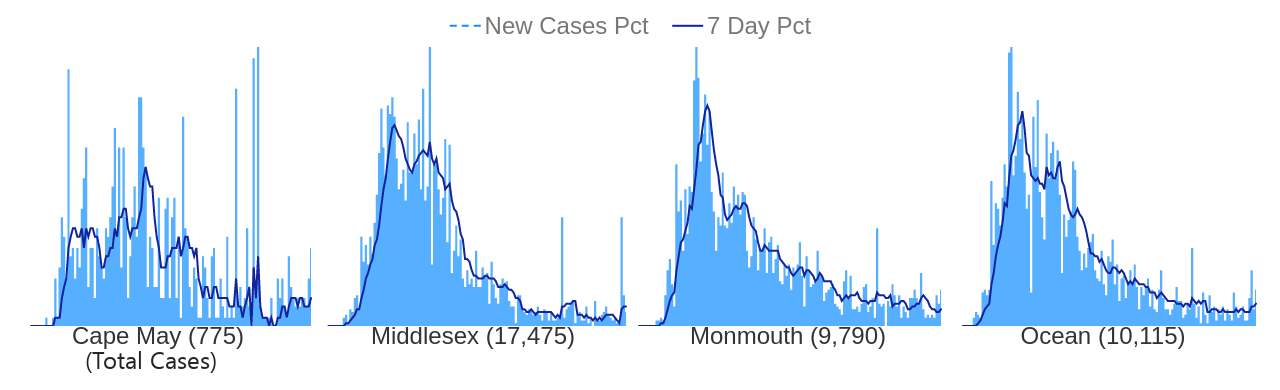 New Cases Pct 7 Day Pct
Cape May (775) Middlesex (17,475) Monmouth (9,790) Ocean (10,115)
(Total Cases)